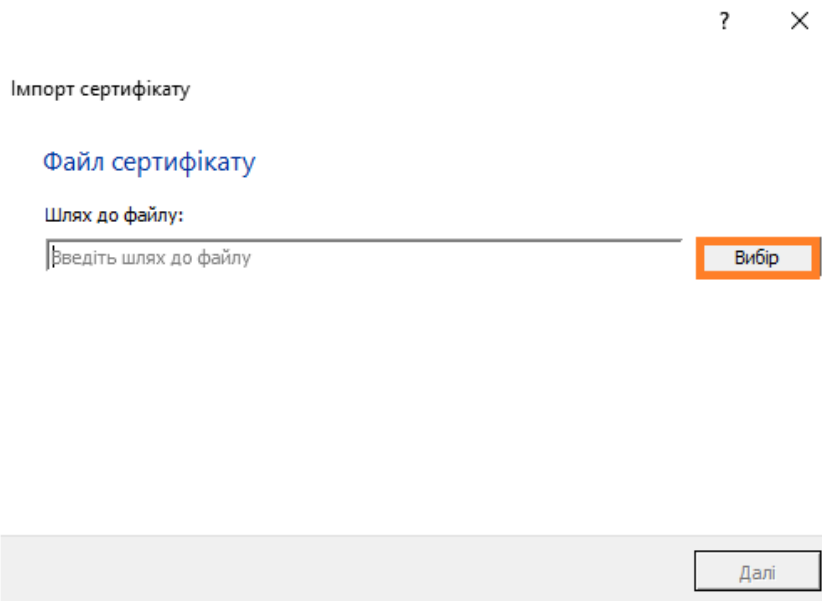 ?
Імпорт сертифікату
Файл сертифікату
Шлях до файлу:
Введіть шлях до файлу
Вибір
Далі